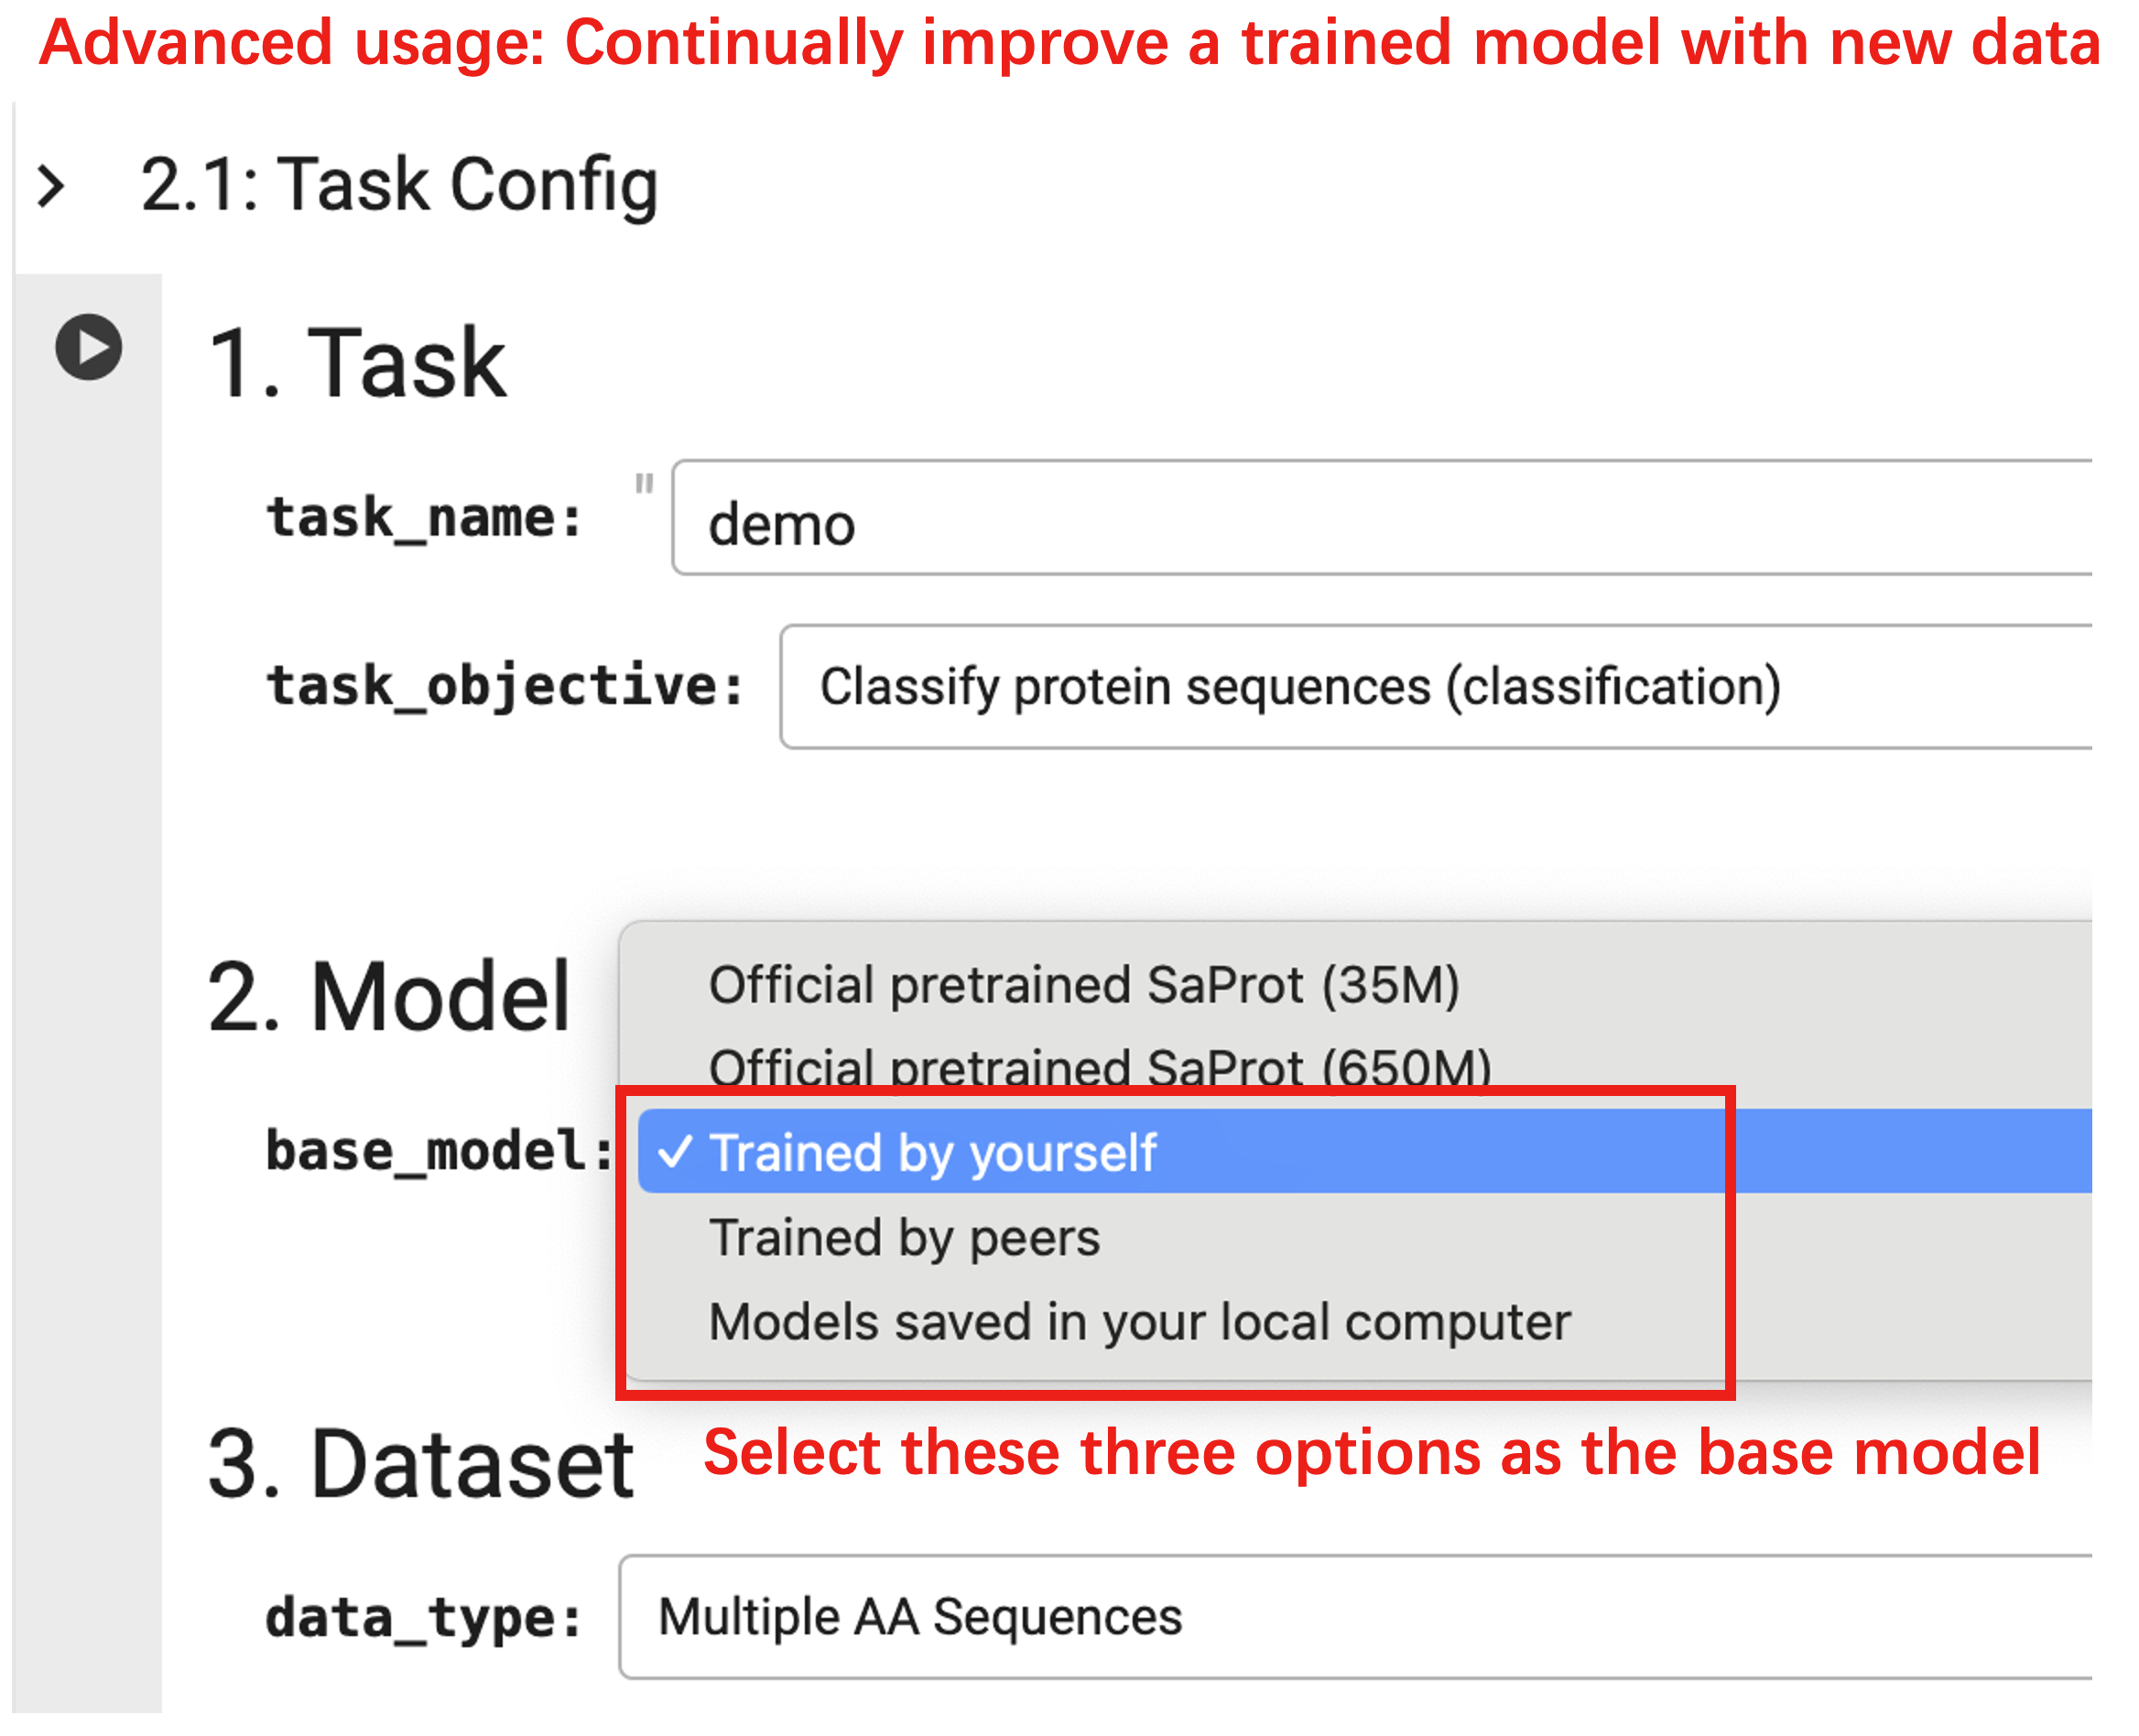 Advanced usage: Continually improve a trained model with new data
2.1: Task Config
1. Task
task_name: " demo
task_objective: Classify protein sequences (classification)
2. Model
Official pretrained SaProt (35M)
Official pretrained SaProt (650M)
base_model: ✓ Trained by yourself
Trained by peers
Models saved in your local computer
3. Dataset
Select these three options as the base model
data_type: Multiple AA Sequences